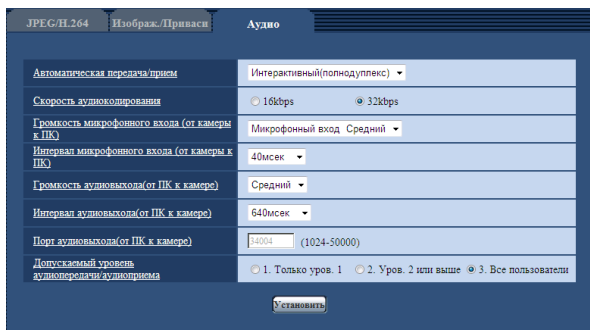 JPEG/H.264 Изображ./Приваси Аудио
Автоматическая передача/прием Интерактивный(полнодуплекс)
Скорость аудиокодирования 16kbps 32kbps
Громкость микрофонного входа (от камеры
к ПК) Микрофонный вход Средний
Интервал микрофонного входа (от камеры к
ПК) 40мсек
Громкость аудиовыхода(от ПК к камере) Средний
Интервал аудиовыхода(от ПК к камере) 640мсек
Порт аудиовыхода(от ПК к камере) 34004 (1024-50000)
Допускаемый уровень
аудиопередачи/аудиоприема 1. Только уров. 1 2. Уров. 2 или выше 3. Все пользователи
Установить